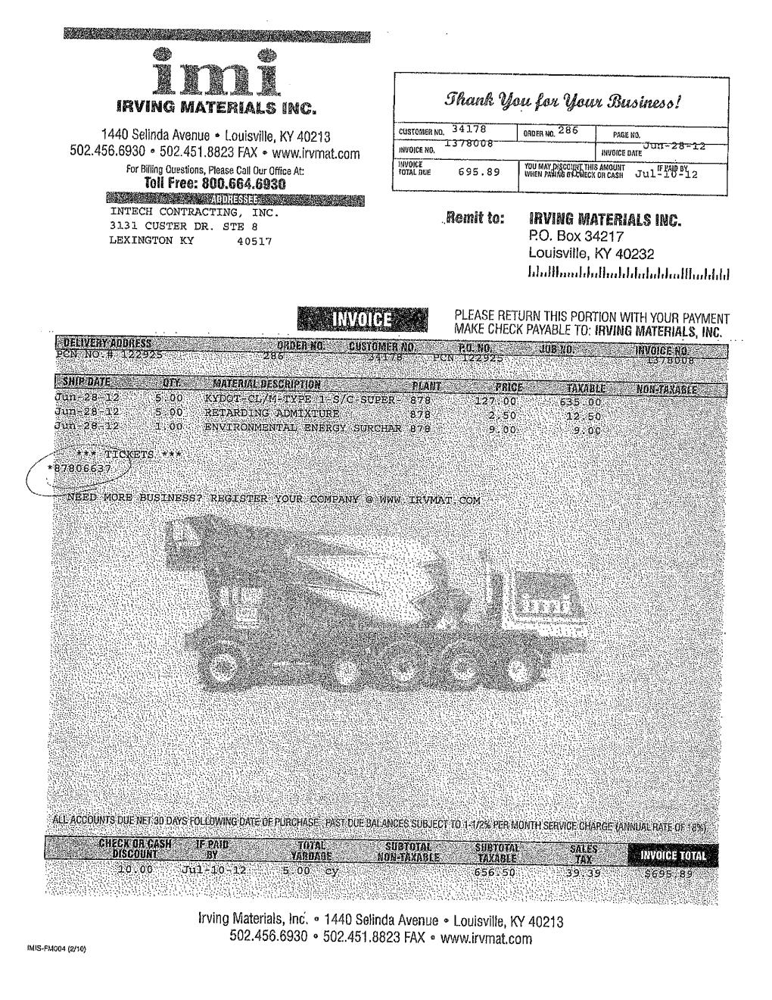 imi
IRVING MATERIALS INC.
1440 Selinda Avenue • Louisville, KY 40213
502.456.6930 • 502.451.8823 FAX • www.irvmat.com
For Billing Questions, Please Call Our Office At:
Toll Free: 800.664.6930
ADDRESSEE
INTECH CONTRACTING, INC.
3131 CUSTER DR. STE 8
LEXINGTON KY 40517
Thank You for Your Business!
CUSTOMER NO. 34178 ORDER NO. 286 PAGE NO.
INVOICE NO. 1378008 INVOICE DATE Jun-28-12
INVOICE TOTAL DUE 695.89 YOU MAY DISCOUNT THIS AMOUNT WHEN PAYING BY CHECK OR CASH IF PAID BY Jul-10-12
Remit to: IRVING MATERIALS INC.
P.O. Box 34217
Louisville, KY 40232
INVOICE
PLEASE RETURN THIS PORTION WITH YOUR PAYMENT
MAKE CHECK PAYABLE TO: IRVING MATERIALS, INC.
DELIVERY ADDRESS ORDER NO. CUSTOMER NO. P.O. NO. JOB NO. INVOICE NO.
PCN NO.# 122925 286 34178 PCN 122925 1378008
SHIP DATE QTY. MATERIAL DESCRIPTION PLANT PRICE TAXABLE NON-TAXABLE
Jun-28-12 5.00 KYDOT-CL/M-TYPE 1-S/C-SUPER- 878 127.00 635.00
Jun-28-12 5.00 RETARDING ADMIXTURE 878 2.50 12.50
Jun-28-12 1.00 ENVIRONMENTAL ENERGY SURCHAR 878 9.00 9.00
*** TICKETS ***
*87806637
NEED MORE BUSINESS? REGISTER YOUR COMPANY @ WWW.IRVMAT.COM
imi
ALL ACCOUNTS DUE NET 30 DAYS FOLLOWING DATE OF PURCHASE. PAST DUE BALANCES SUBJECT TO 1-1/2% PER MONTH SERVICE CHARGE (ANNUAL RATE OF 18%).
CHECK OR CASH DISCOUNT IF PAID BY TOTAL YARDAGE SUBTOTAL NON-TAXABLE SUBTOTAL TAXABLE SALES TAX INVOICE TOTAL
10.00 Jul-10-12 5.00 cy 656.50 39.39 $695.89
Irving Materials, Inc. • 1440 Selinda Avenue • Louisville, KY 40213
502.456.6930 • 502.451.8823 FAX • www.irvmat.com
IMIS-FM004 (2/10)